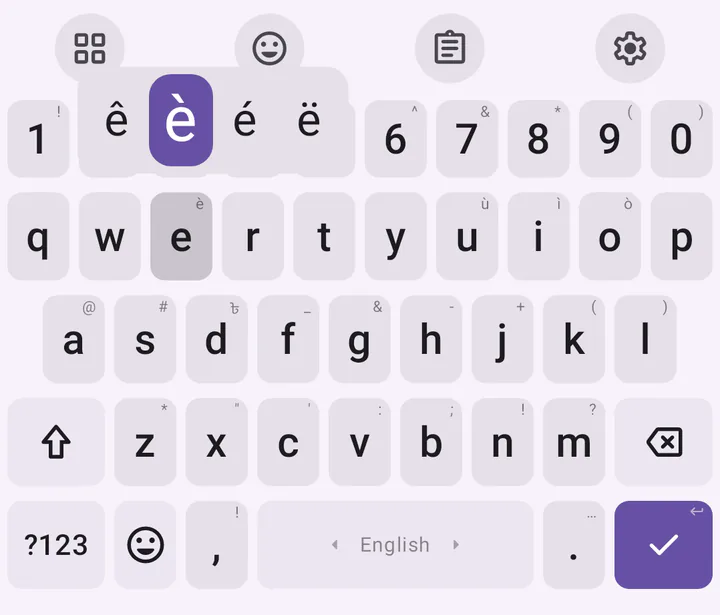 ê è é ë
1 ! 6 ^ 7 & 8 * 9 ( 0 )
q w e è r t y u ù i ì o ò p
a @ s # d ъ f _ g & h - j + k ( l )
z * x " c ' v : b ; n ! m ?
?123 , ! English . …